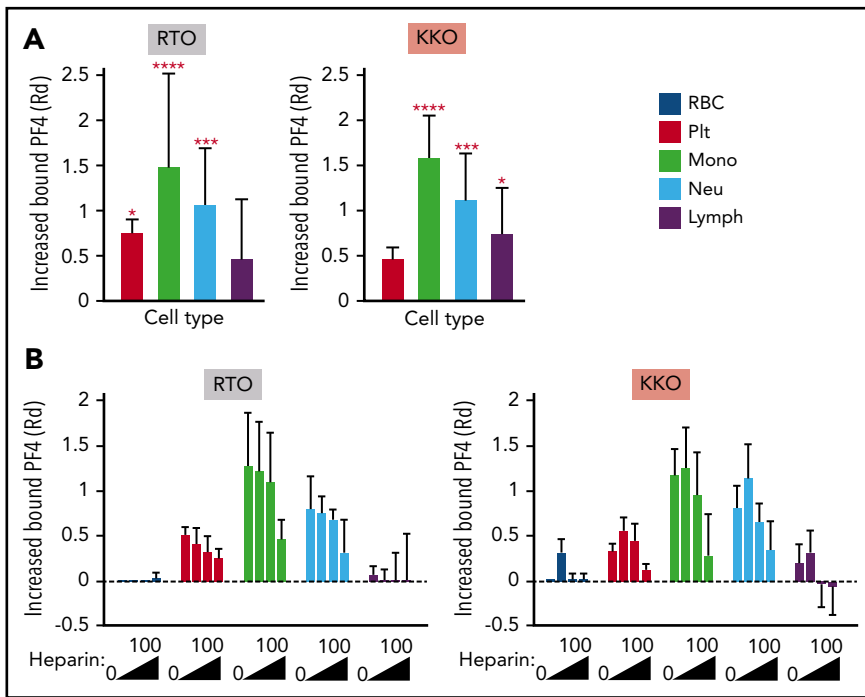 A
RTO
KKO
Increased bound PF4 (Rd)
2.5
2
1.5
1
0.5
0
*
****
***
Cell type
Increased bound PF4 (Rd)
2.5
2
1.5
1
0.5
0
****
***
*
Cell type
RBC
Plt
Mono
Neu
Lymph
B
RTO
KKO
Increased bound PF4 (Rd)
2
1.5
1
0.5
0
-0.5
Heparin:
0 100 0 100 0 100 0 100 0 100
Increased bound PF4 (Rd)
2
1.5
1
0.5
0
-0.5
0 100 0 100 0 100 0 100 0 100